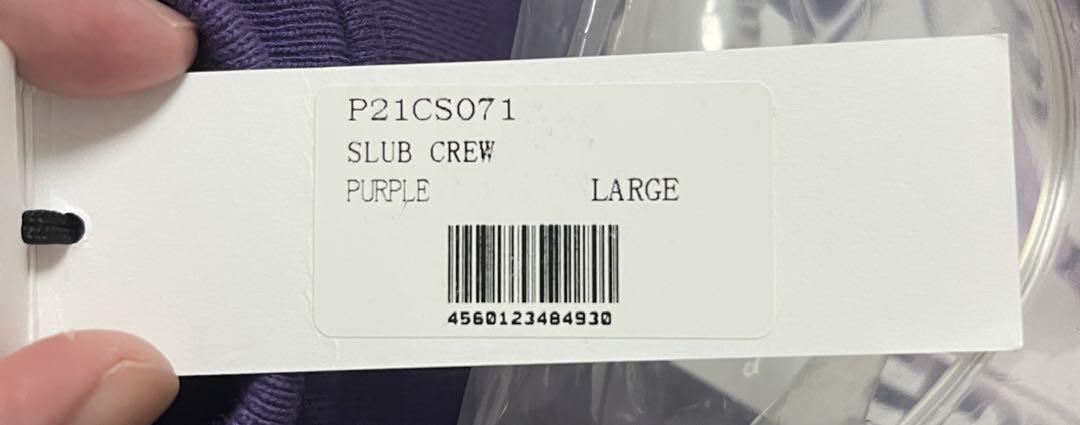 P21CS071
SLUB CREW
PURPLE LARGE
4560123484930